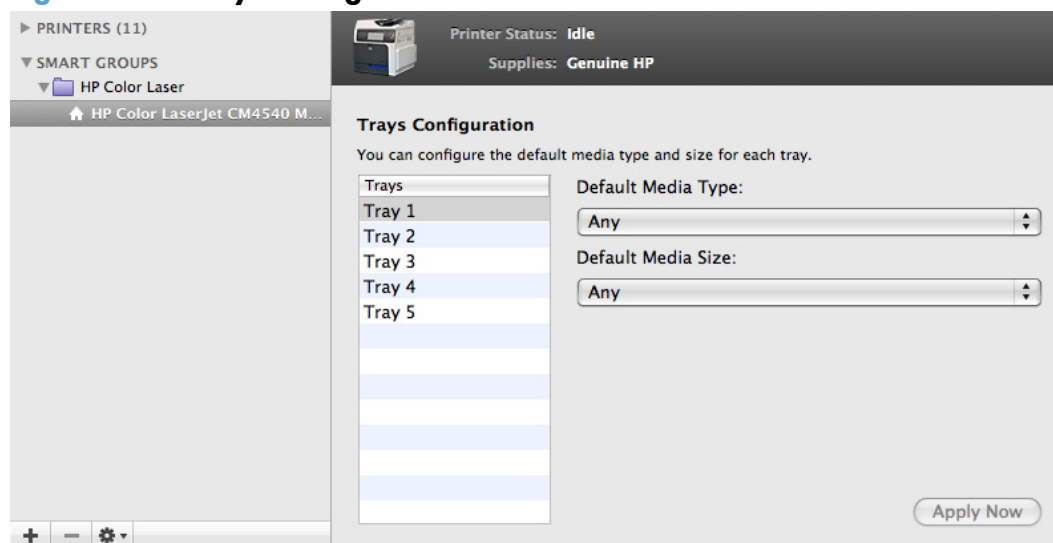 PRINTERS (11)
SMART GROUPS
HP Color Laser
HP Color LaserJet CM4540 M...
Printer Status: Idle
Supplies: Genuine HP
Trays Configuration
You can configure the default media type and size for each tray.
Trays
Tray 1
Tray 2
Tray 3
Tray 4
Tray 5
Default Media Type:
Any
Default Media Size:
Any
Apply Now